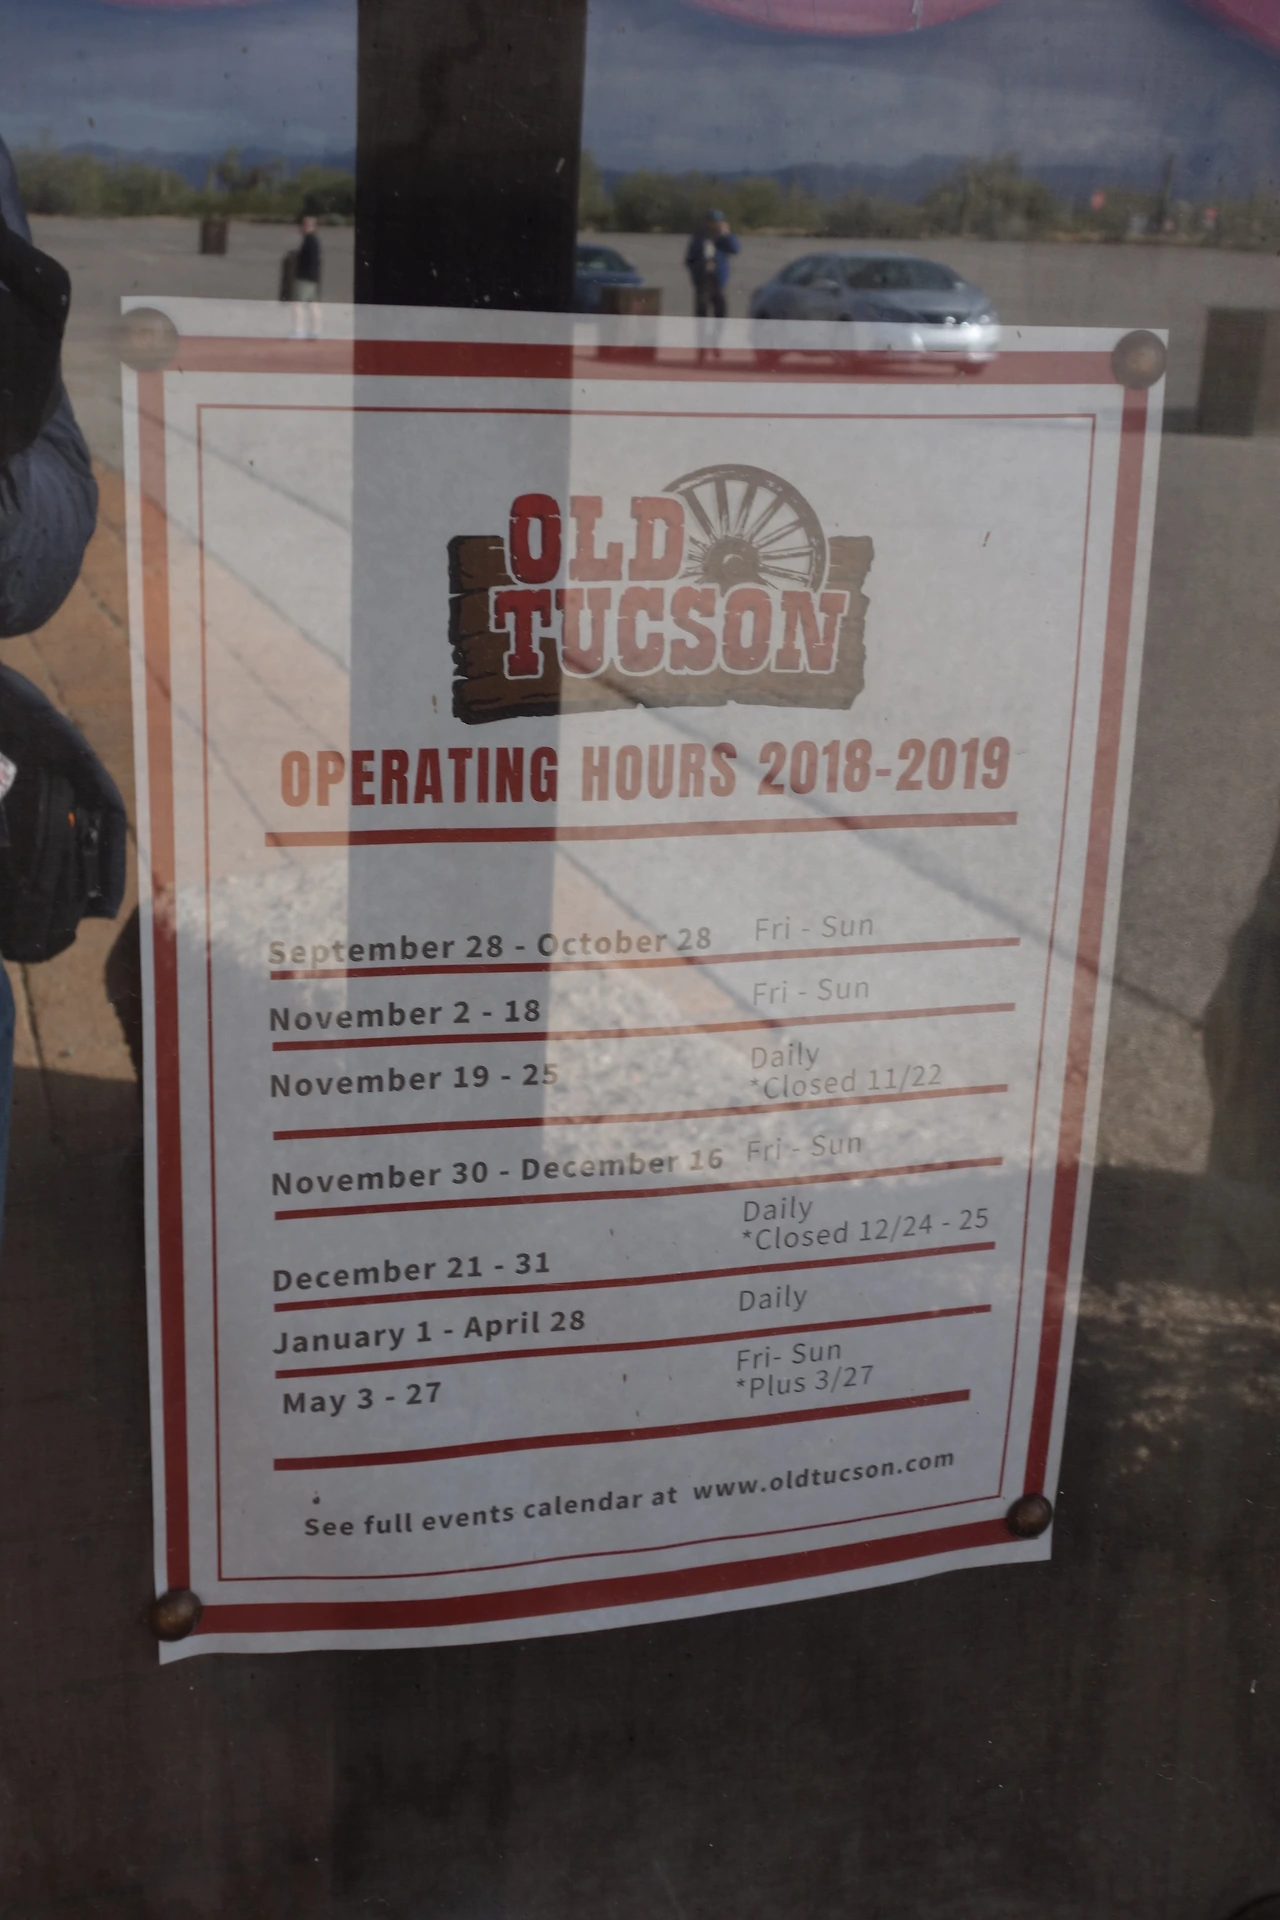 OLD
TUCSON
OPERATING HOURS 2018-2019
September 28 - October 28 Fri - Sun
November 2 - 18 Fri - Sun
November 19 - 25 Daily
*Closed 11/22
November 30 - December 16 Fri - Sun
Daily
*Closed 12/24 - 25
December 21 - 31
January 1 - April 28 Daily
May 3 - 27 Fri- Sun
*Plus 3/27
See full events calendar at www.oldtucson.com